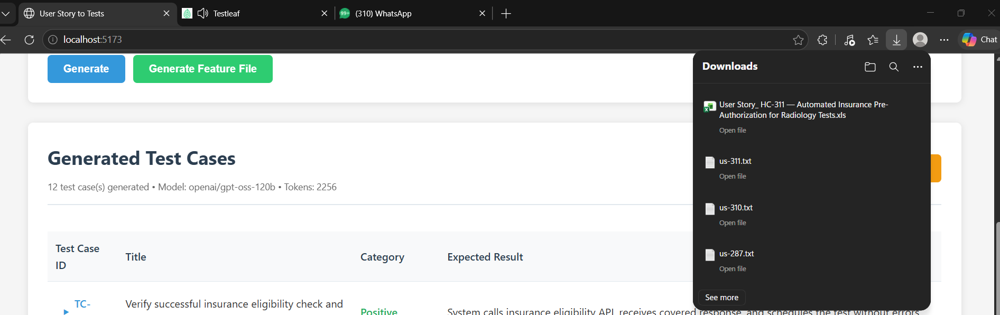 User Story to Tests
Testleaf
99+
(310) WhatsApp
localhost:5173
Chat
Generate
Generate Feature File
Downloads
User Story_ HC-311 — Automated Insurance Pre-
Authorization for Radiology Tests.xls
Open file
us-311.txt
Open file
us-310.txt
Open file
us-287.txt
Open file
See more
Generated Test Cases
12 test case(s) generated • Model: openai/gpt-oss-120b • Tokens: 2256
Test Case
ID
Title
Category
Expected Result
TC-
Verify successful insurance eligibility check and
Positive
System calls insurance eligibility API, receives covered response, and schedules the test without errors